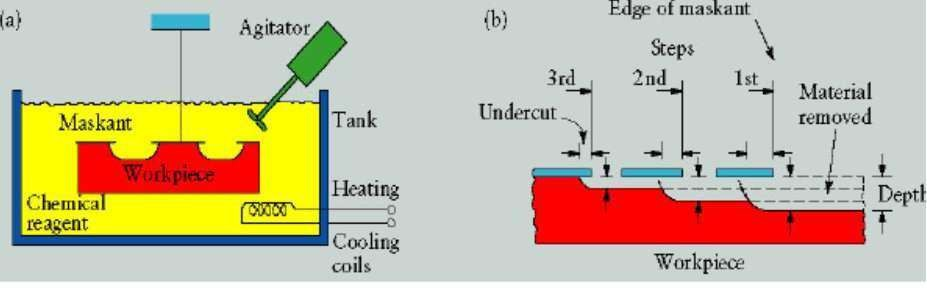 (a)
Agitator
Maskant
Tank
Workpiece
Chemical
reagent
Heating
Cooling
coils
(b)
Edge of maskant
Steps
3rd
2nd
1st
Undercut
Material
removed
Depth
Workpiece